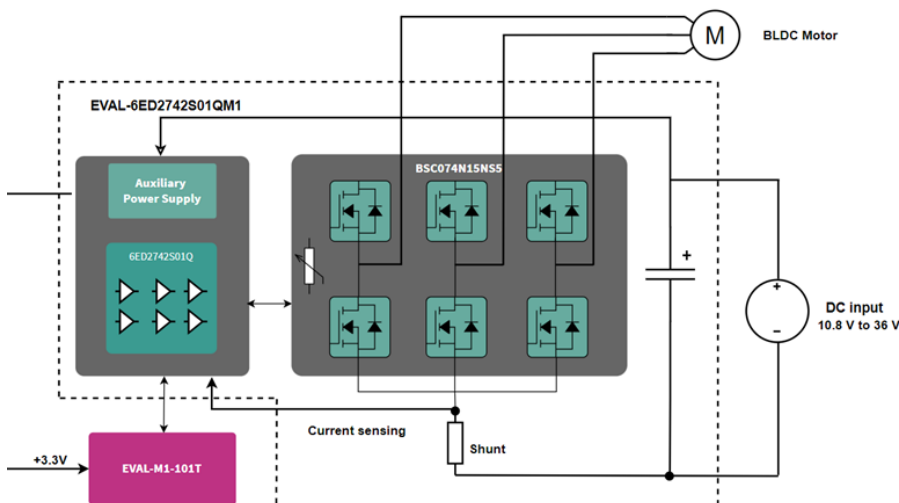 M
BLDC Motor
EVAL-6ED2742S01QM1
BSC074N15NS5
Auxiliary
Power Supply
6ED2742S01Q
+
+
−
DC input
10.8 V to 36 V
Current sensing
Shunt
+3.3V
EVAL-M1-101T